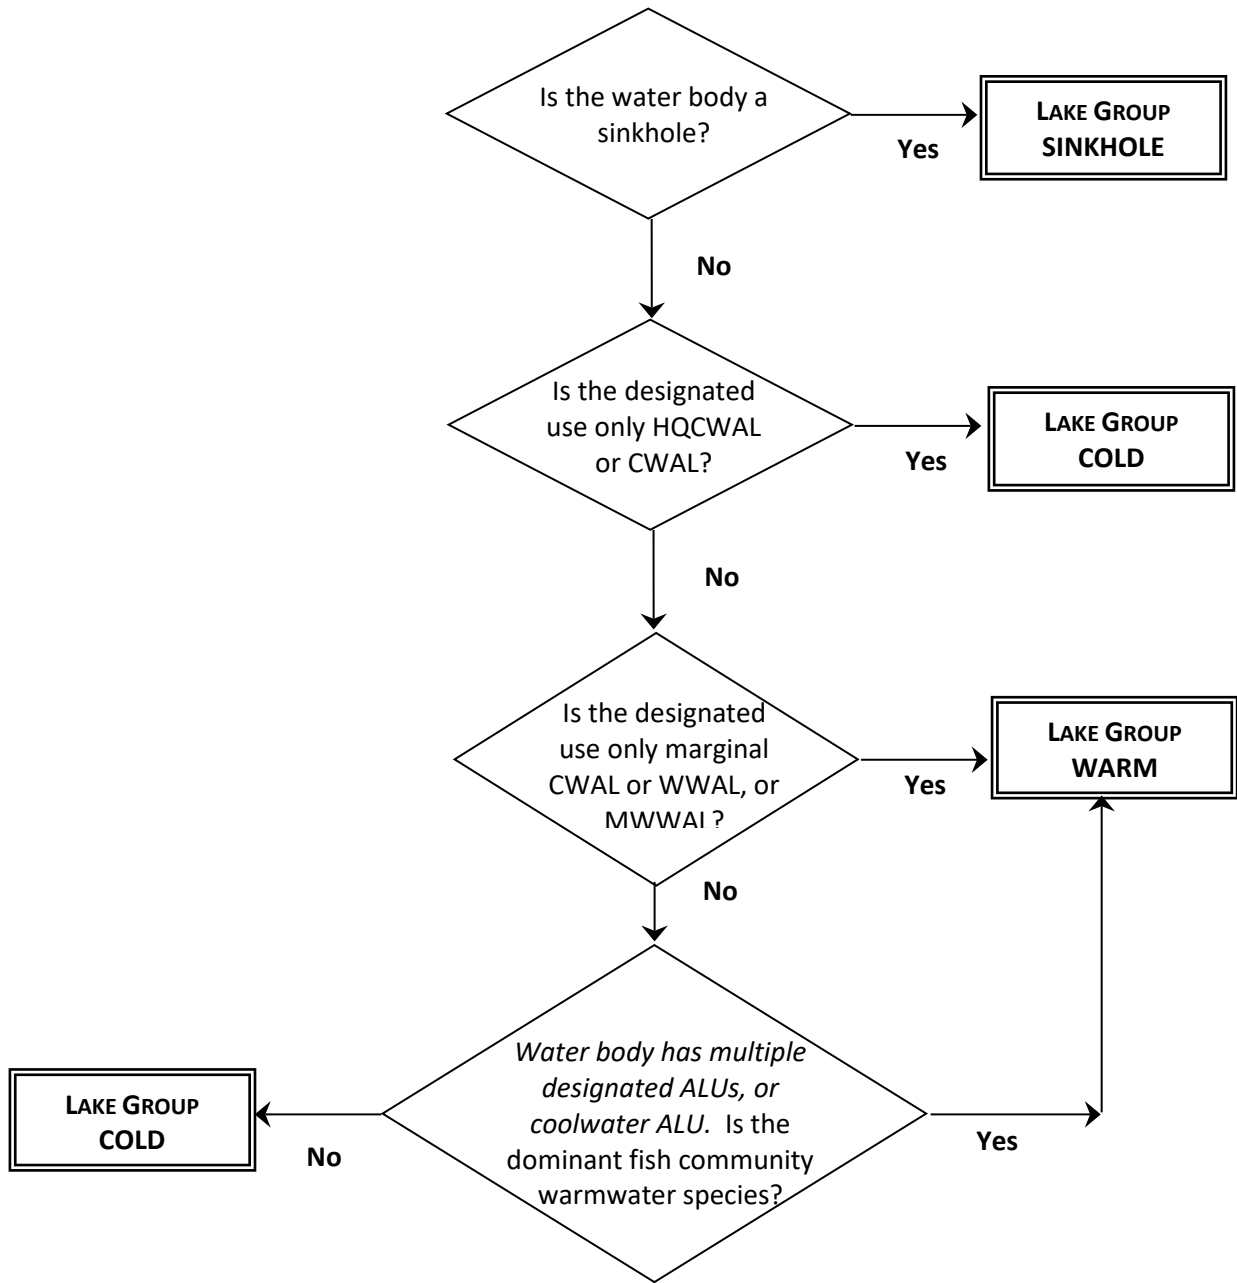 Is the water body a
sinkhole?
Yes
LAKE GROUP
SINKHOLE
No
Is the designated
use only HQCWAL
or CWAL?
Yes
LAKE GROUP
COLD
No
Is the designated
use only marginal
CWAL or WWAL, or
MWWAL?
Yes
LAKE GROUP
WARM
No
Water body has multiple
designated ALUs, or
coolwater ALU. Is the
dominant fish community
warmwater species?
Yes
No
LAKE GROUP
COLD